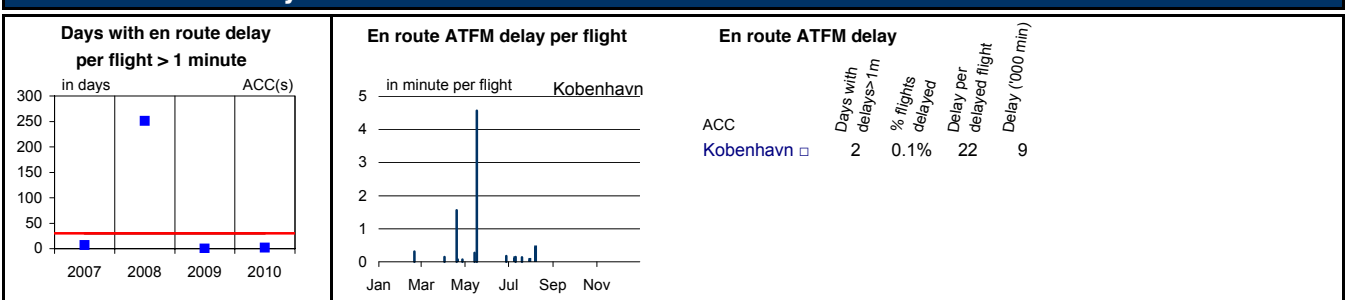 Days with en route delay
per flight > 1 minute
in days ACC(s)
300
250
200
150
100
50
0
2007 2008 2009 2010
En route ATFM delay per flight
in minute per flight Kobenhavn
5
4
3
2
1
0
Jan Mar May Jul Sep Nov
En route ATFM delay
ACC
Days with
delays>1m
% flights
delayed
Delay per
delayed flight
Delay ('000 min)
Kobenhavn □ 2 0.1% 22 9